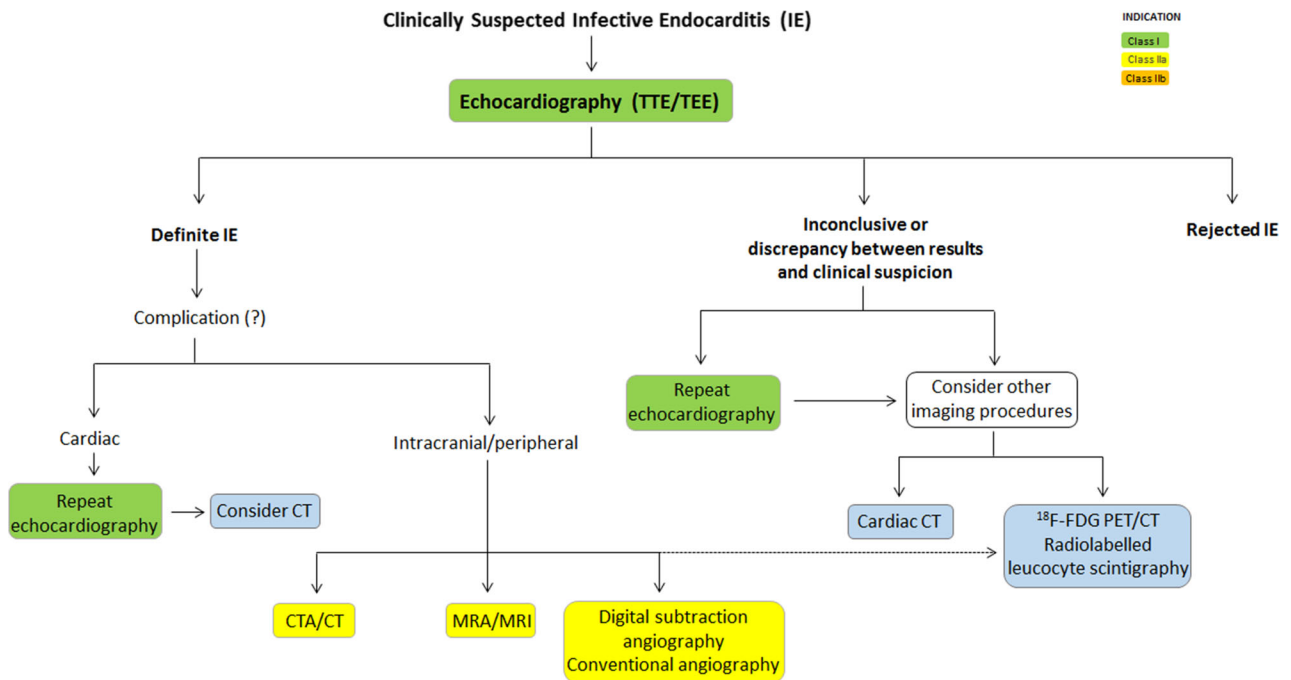 Clinically Suspected Infective Endocarditis (IE)
INDICATION
Class I
Class IIa
Class IIb
Echocardiography (TTE/TEE)
Definite IE
Inconclusive or
discrepancy between results
and clinical suspicion
Rejected IE
Complication (?)
Repeat
echocardiography
Consider other
imaging procedures
Cardiac
Intracranial/peripheral
Repeat
echocardiography
Consider CT
Cardiac CT
18F-FDG PET/CT
Radiolabelled
leucocyte scintigraphy
CTA/CT
MRA/MRI
Digital subtraction
angiography
Conventional angiography